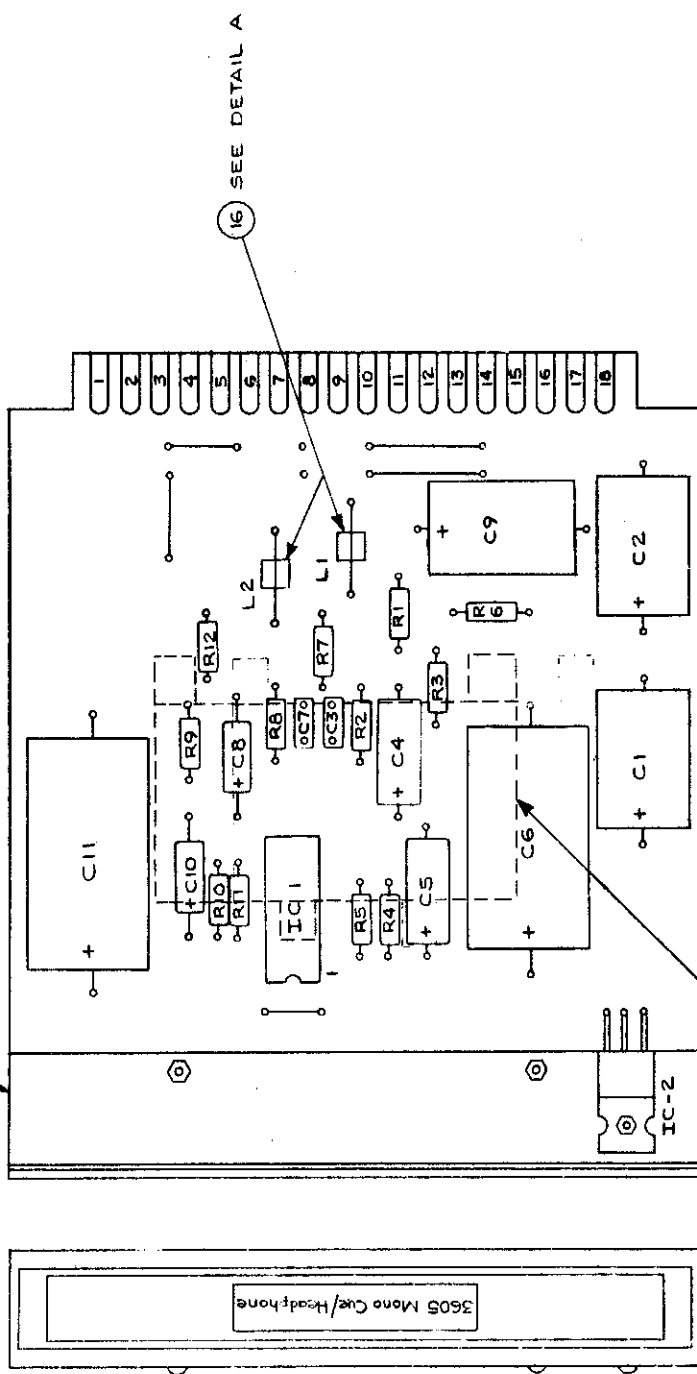 16 SEE DETAIL A
1
2
3
4
5
6
7
8
9
10
11
12
13
14
15
16
17
18
L2
L1
R12
R7
R1
R6
C9
+
C2
+
R9
C8
+
R8
C7
C3
R2
C4
+
R3
C11
+
C10
+
R10
R11
IC 1
R5
R4
C5
+
C6
+
C1
+
IC-2
3605 Mono Cue/Headphone